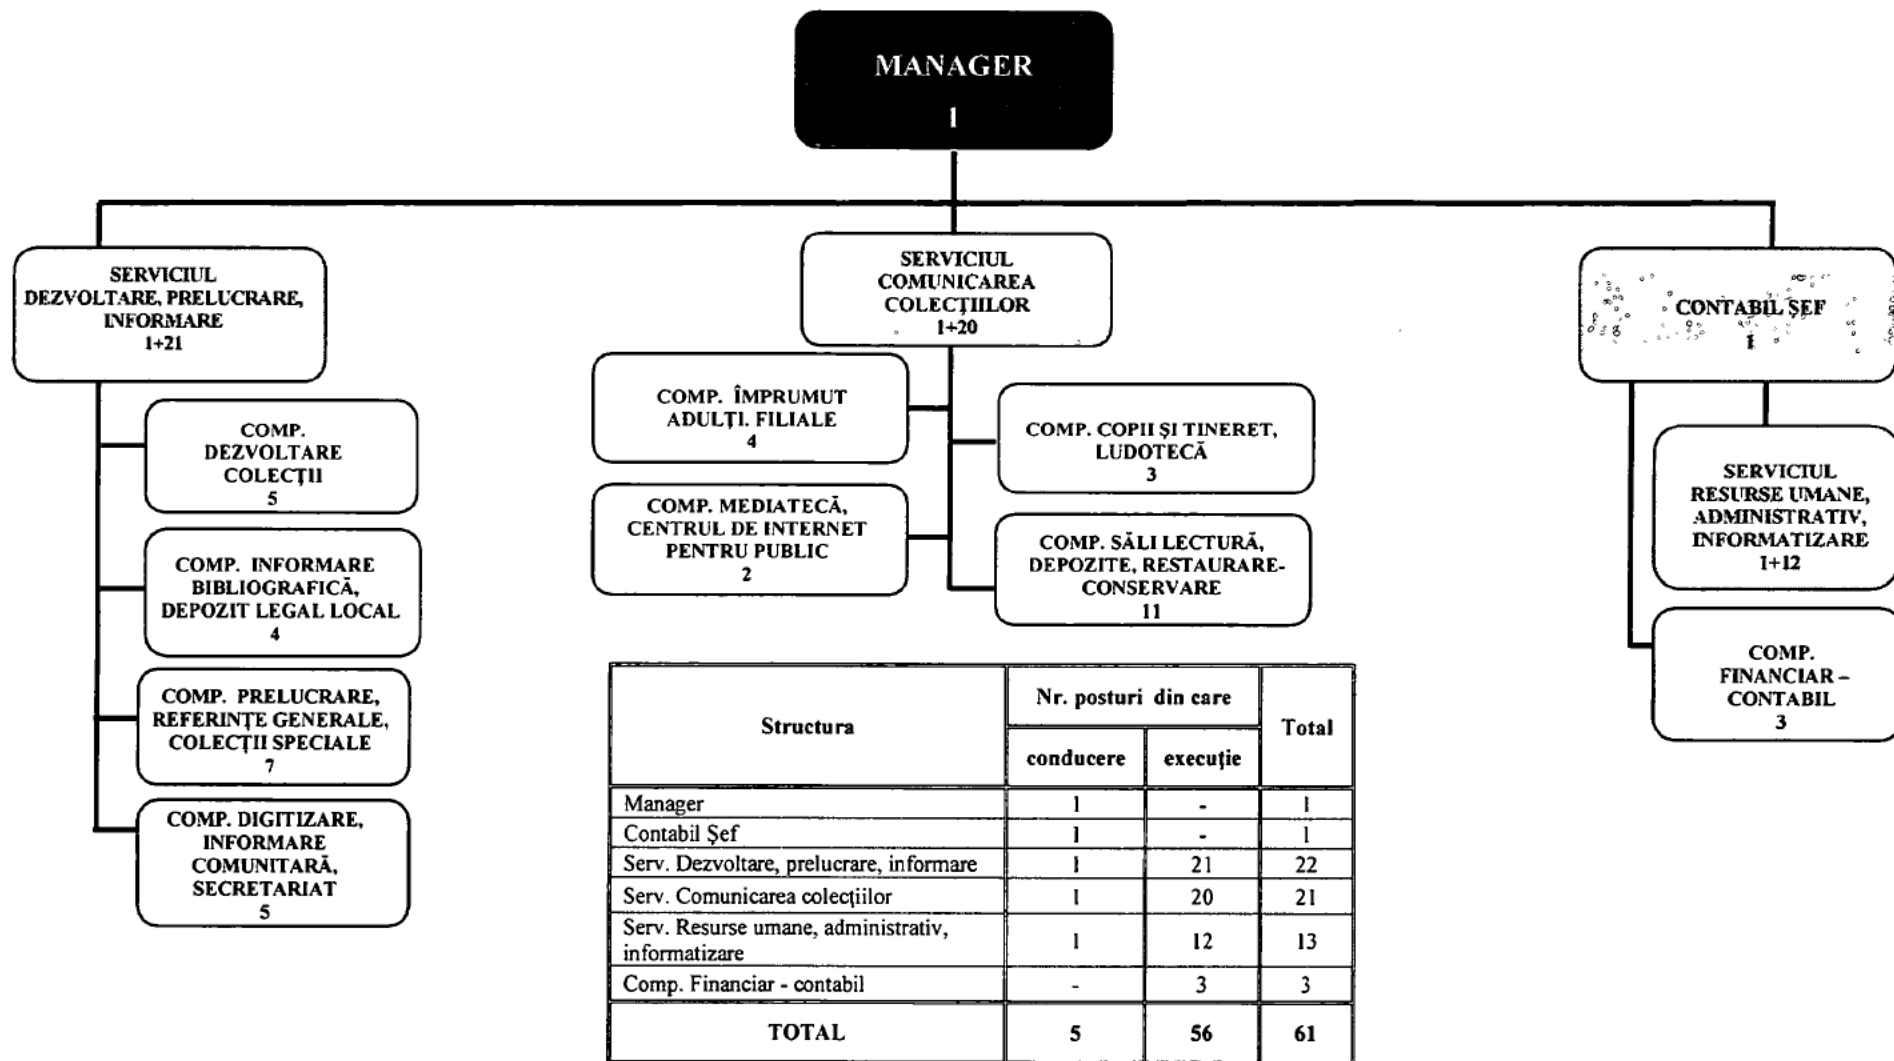 MANAGER
1
SERVICIUL
DEZVOLTARE, PRELUCRARE,
INFORMARE
1+21
SERVICIUL
COMUNICAREA
COLECȚIILOR
1+20
CONTABIL ȘEF
1
COMP.
DEZVOLTARE
COLECȚII
5
COMP. INFORMARE
BIBLIOGRAFICĂ,
DEPOZIT LEGAL LOCAL
4
COMP. PRELUCRARE,
REFERINȚE GENERALE,
COLECȚII SPECIALE
7
COMP. DIGITIZARE,
INFORMARE
COMUNITARĂ,
SECRETARIAT
5
COMP. ÎMPRUMUT
ADULȚI. FILIALE
4
COMP. COPII ȘI TINERET,
LUDOTECĂ
3
COMP. MEDIATECĂ,
CENTRUL DE INTERNET
PENTRU PUBLIC
2
COMP. SĂLI LECTURĂ,
DEPOZITE, RESTAURARE-
CONSERVARE
11
SERVICIUL
RESURSE UMANE,
ADMINISTRATIV,
INFORMATIZARE
1+12
COMP.
FINANCIAR –
CONTABIL
3
Structura Nr. posturi din care Total
conducere execuție
Manager 1 - 1
Contabil Șef 1 - 1
Serv. Dezvoltare, prelucrare, informare 1 21 22
Serv. Comunicarea colecțiilor 1 20 21
Serv. Resurse umane, administrativ,
informatizare 1 12 13
Comp. Financiar - contabil - 3 3
TOTAL 5 56 61